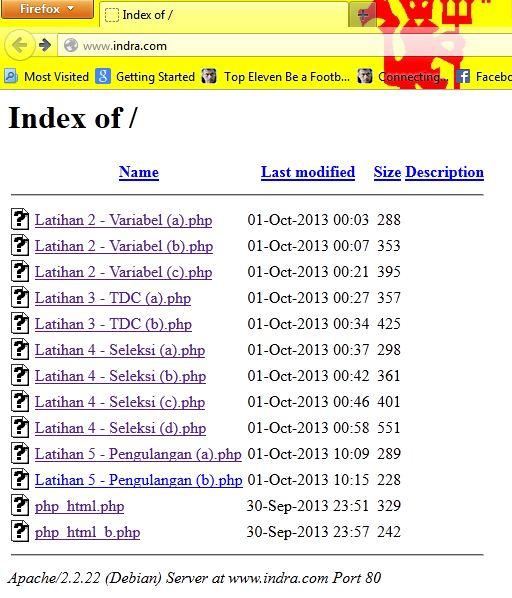 Firefox
Index of /
www.indra.com
Most Visited Getting Started Top Eleven Be a Footb... Connecting... Facebo
Index of /
Name Last modified Size Description
Latihan 2 - Variabel (a).php 01-Oct-2013 00:03 288
Latihan 2 - Variabel (b).php 01-Oct-2013 00:07 353
Latihan 2 - Variabel (c).php 01-Oct-2013 00:21 395
Latihan 3 - TDC (a).php 01-Oct-2013 00:27 357
Latihan 3 - TDC (b).php 01-Oct-2013 00:34 425
Latihan 4 - Seleksi (a).php 01-Oct-2013 00:37 298
Latihan 4 - Seleksi (b).php 01-Oct-2013 00:42 361
Latihan 4 - Seleksi (c).php 01-Oct-2013 00:46 401
Latihan 4 - Seleksi (d).php 01-Oct-2013 00:58 551
Latihan 5 - Pengulangan (a).php 01-Oct-2013 10:09 289
Latihan 5 - Pengulangan (b).php 01-Oct-2013 10:15 228
php_html.php 30-Sep-2013 23:51 329
php_html_b.php 30-Sep-2013 23:57 242
Apache/2.2.22 (Debian) Server at www.indra.com Port 80